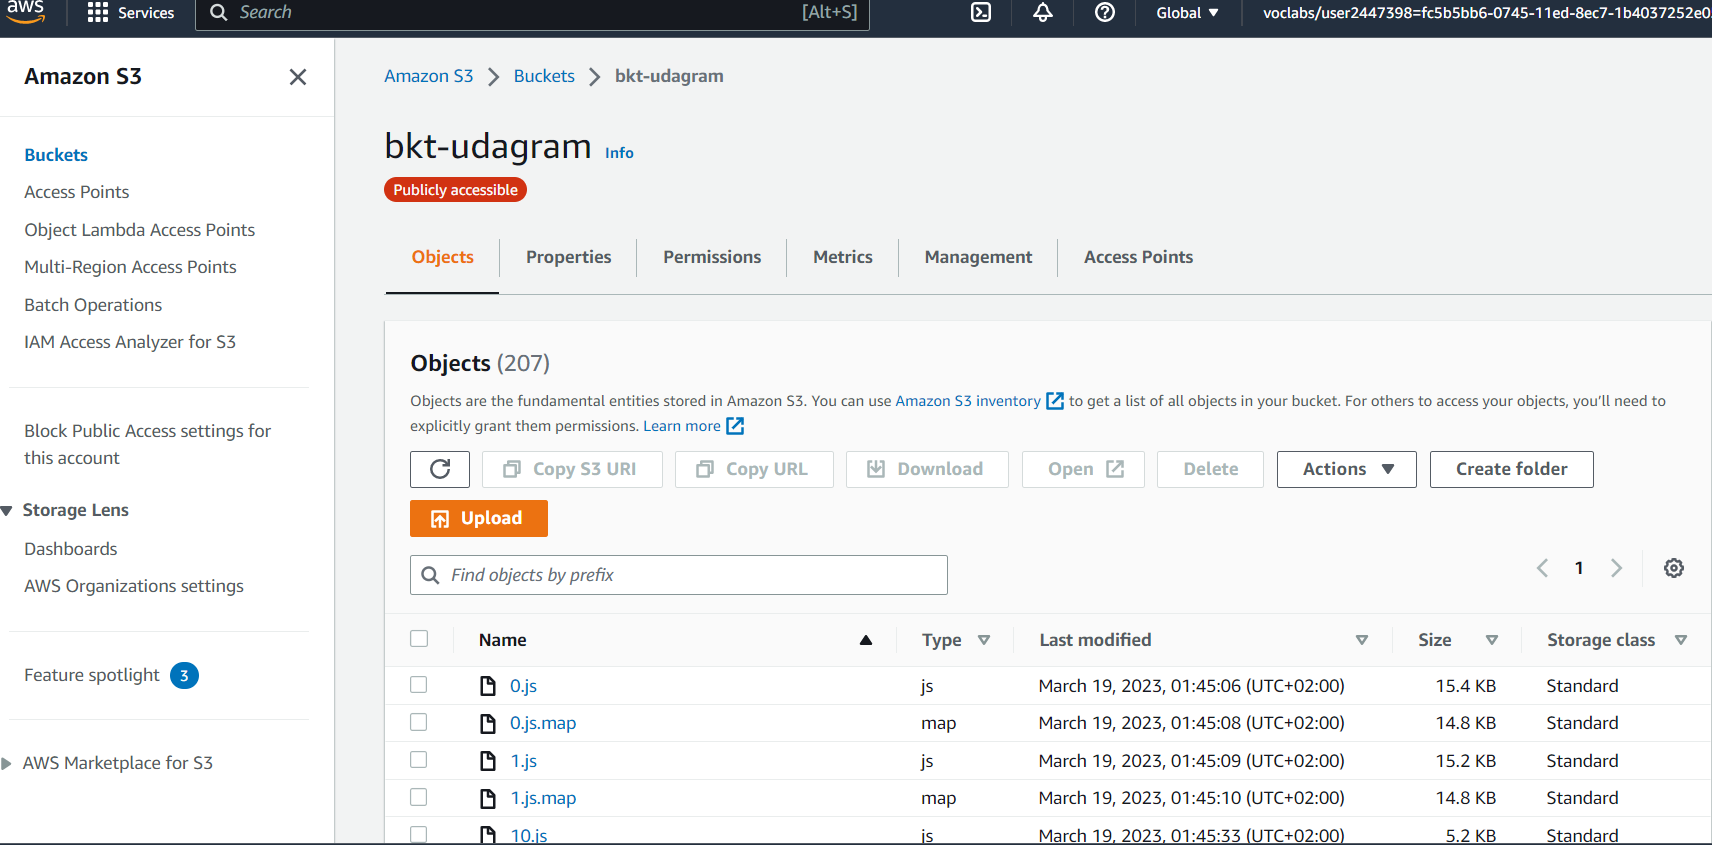 aws
Services
Search
[Alt+S]
Global
voclabs/user2447398=fc5b5bb6-0745-11ed-8ec7-1b4037252e0
Amazon S3
Buckets
Access Points
Object Lambda Access Points
Multi-Region Access Points
Batch Operations
IAM Access Analyzer for S3
Block Public Access settings for
this account
Storage Lens
Dashboards
AWS Organizations settings
Feature spotlight 3
AWS Marketplace for S3
Amazon S3 > Buckets > bkt-udagram
bkt-udagram Info
Publicly accessible
Objects Properties Permissions Metrics Management Access Points
Objects (207)
Objects are the fundamental entities stored in Amazon S3. You can use Amazon S3 inventory to get a list of all objects in your bucket. For others to access your objects, you'll need to
explicitly grant them permissions. Learn more
Copy S3 URI Copy URL Download Open Delete Actions Create folder
Upload
Find objects by prefix
1
Name Type Last modified Size Storage class
0.js js March 19, 2023, 01:45:06 (UTC+02:00) 15.4 KB Standard
0.js.map map March 19, 2023, 01:45:08 (UTC+02:00) 14.8 KB Standard
1.js js March 19, 2023, 01:45:09 (UTC+02:00) 15.2 KB Standard
1.js.map map March 19, 2023, 01:45:10 (UTC+02:00) 14.8 KB Standard
10.js js March 19, 2023, 01:45:33 (UTC+02:00) 5.2 KB Standard